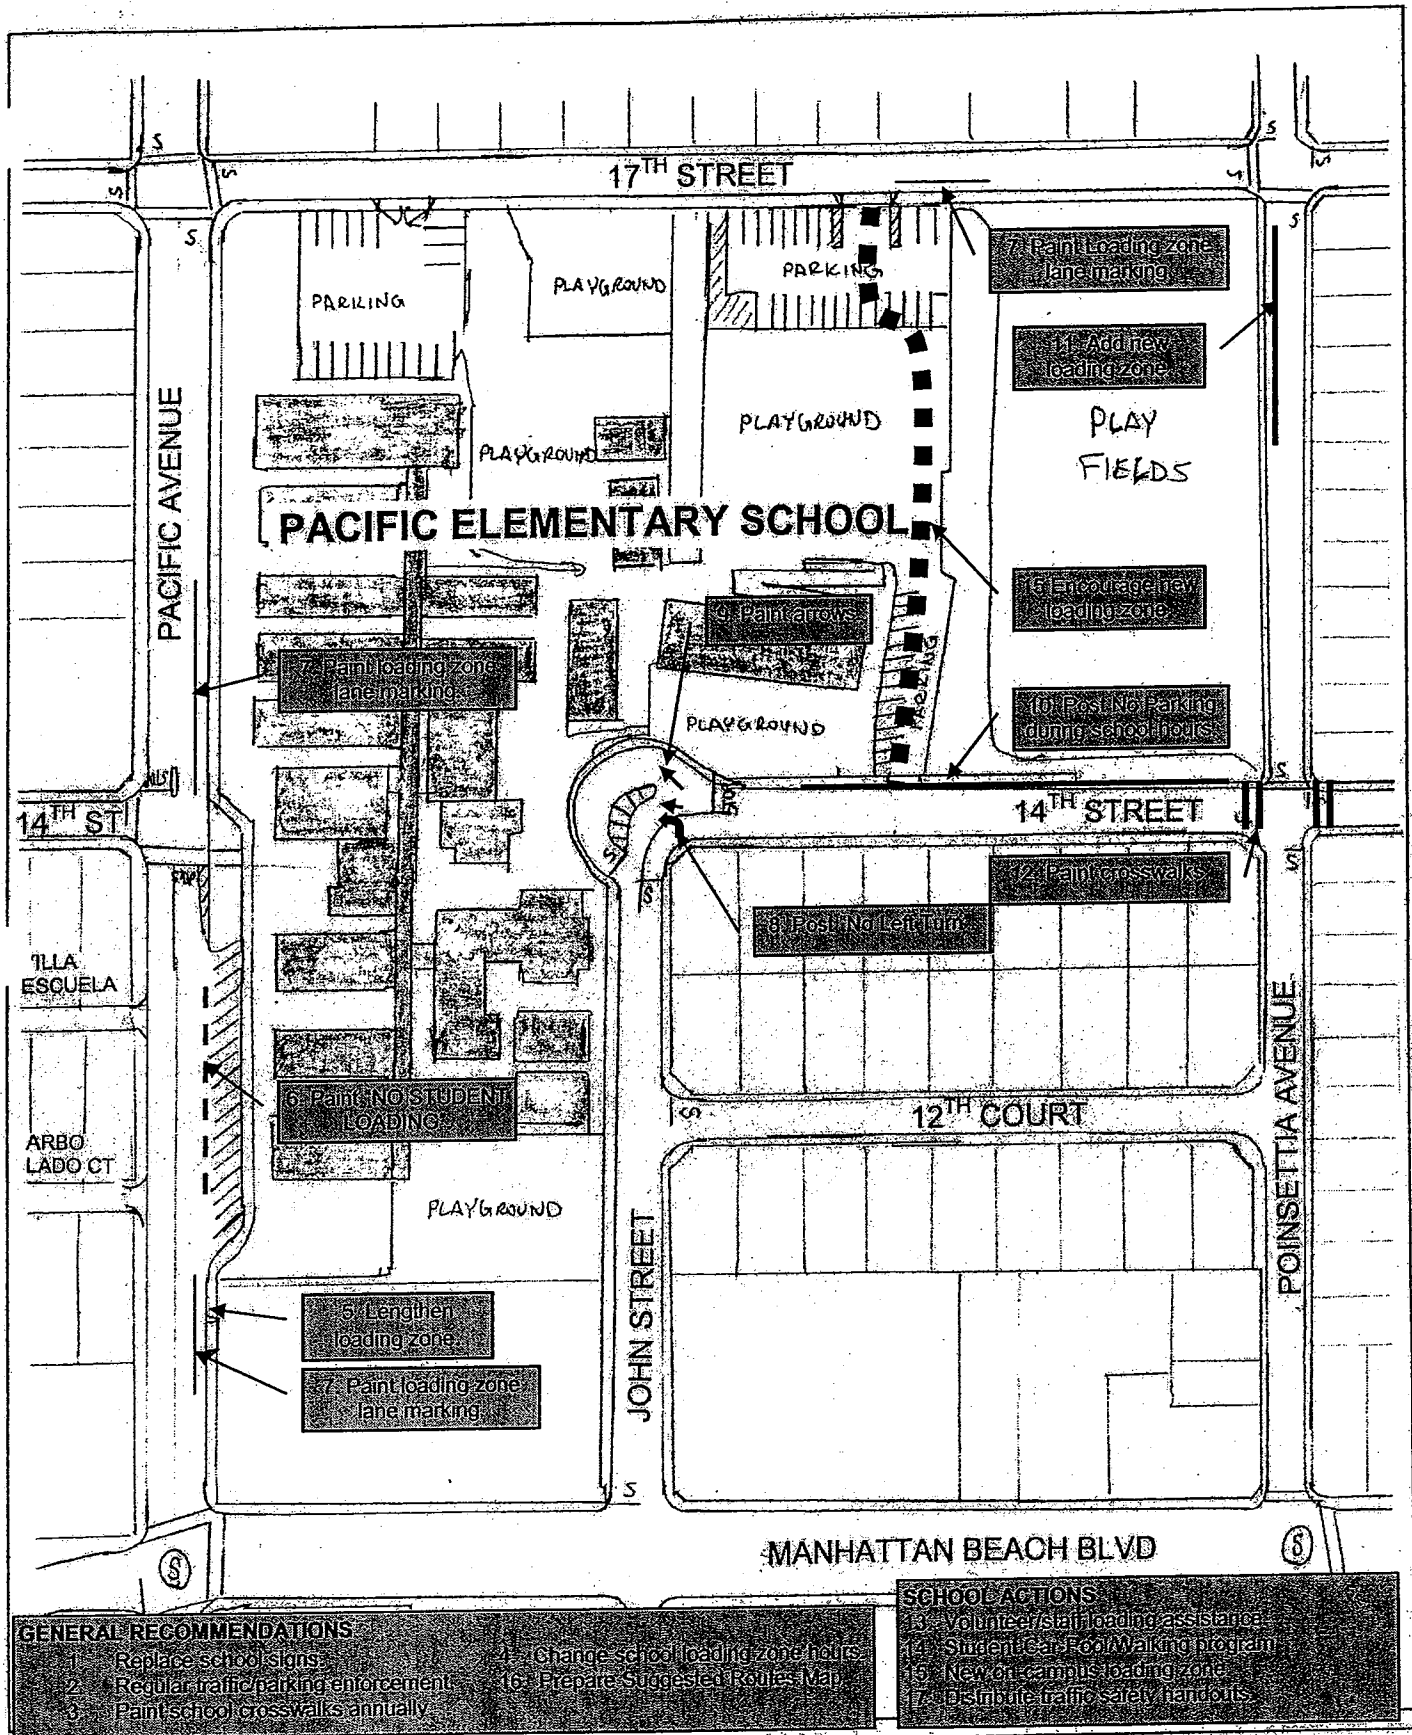 17TH STREET
S
S
S
S
S
S
S
S
S
S
7. Paint Loading zone
lane marking
PARKING
PLAYGROUND
PARKING
11. Add new
loading zone
PLAY
FIELDS
PLAYGROUND
PLAYGROUND
PACIFIC AVENUE
PACIFIC ELEMENTARY SCHOOL
15 Encourage new
loading zone
9. Paint arrows
7. Paint loading zone
lane marking
PARKING
10. Post No Parking
during school hours
PLAYGROUND
14TH ST
14TH STREET
12. Paint crosswalks
8. Post No Left Turn
S
S
S
S
ILLA
ESCUELA
POINSETTIA AVENUE
6. Paint NO STUDENT
LOADING
S
12TH COURT
ARBO
LADO CT
PLAYGROUND
JOHN STREET
5. Lengthen
loading zone
7. Paint loading zone
lane marking
S
MANHATTAN BEACH BLVD
S
S
GENERAL RECOMMENDATIONS
1. Replace school signs
2. Regular traffic/parking enforcement
3. Paint school crosswalks annually
4. Change school loading zone hours
16. Prepare Suggested Routes Map
SCHOOL ACTIONS
13. Volunteer/staff loading assistance
14. Student Car Pool/Walking program
15. New on-campus loading zone
17. Distribute traffic safety handouts